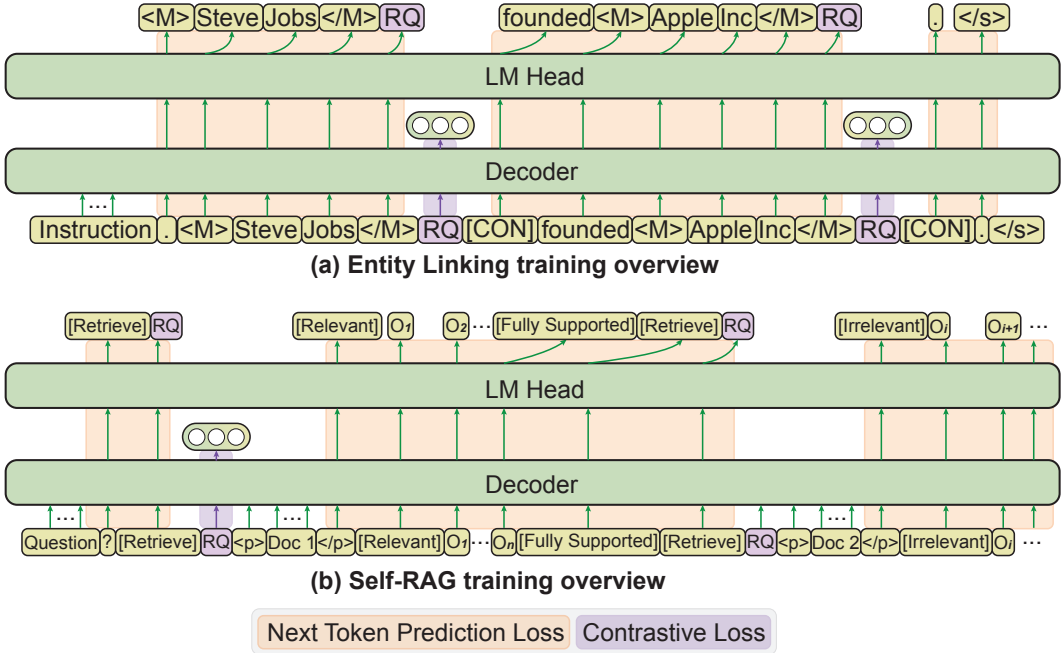 <M> Steve Jobs </M> RQ founded <M> Apple Inc </M> RQ . </s>
LM Head
Decoder
...
Instruction . <M> Steve Jobs </M> RQ [CON] founded <M> Apple Inc </M> RQ [CON] . </s>
(a) Entity Linking training overview
[Retrieve] RQ [Relevant] O1 O2 ... [Fully Supported] [Retrieve] RQ [Irrelevant] Oi Oi+1 ...
LM Head
Decoder
... ... ...
Question ? [Retrieve] RQ <p> Doc 1 </p> [Relevant] O1 ... On [Fully Supported] [Retrieve] RQ <p> Doc 2 </p> [Irrelevant] Oi ...
(b) Self-RAG training overview
Next Token Prediction Loss Contrastive Loss